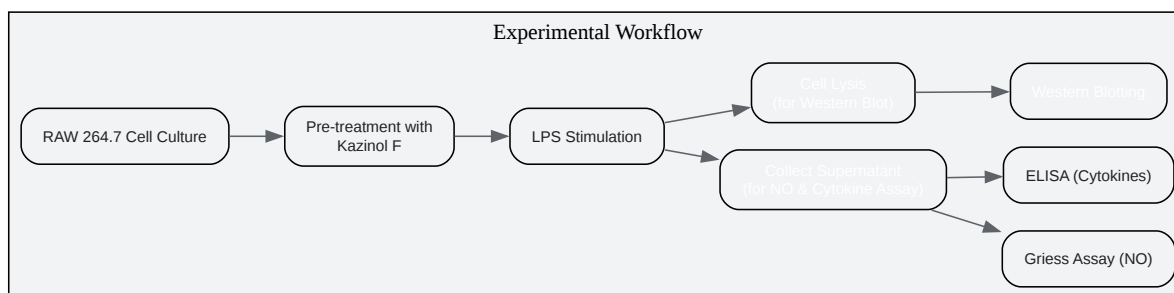 Experimental Workflow
RAW 264.7 Cell Culture
Pre-treatment with
Kazinol F
LPS Stimulation
Cell Lysis
(for Western Blot)
Western Blotting
Collect Supernatant
(for NO & Cytokine Assay)
ELISA (Cytokines)
Griess Assay (NO)